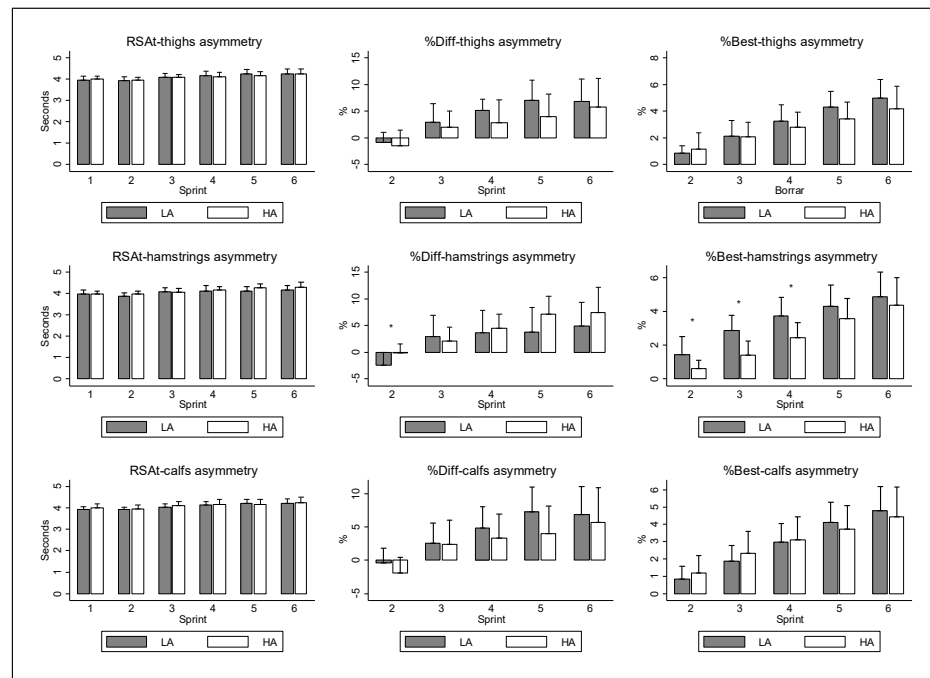 RSAt-thighs asymmetry
Seconds
0 1 2 3 4 5
1 2 3 4 5 6
Sprint
LA HA
%Diff-thighs asymmetry
%
-5 0 5 10 15
2 3 4 5 6
Sprint
LA HA
%Best-thighs asymmetry
%
0 2 4 6 8
2 3 4 5 6
Borrar
LA HA
RSAt-hamstrings asymmetry
Seconds
0 1 2 3 4 5
1 2 3 4 5 6
Sprint
LA HA
%Diff-hamstrings asymmetry
%
-5 0 5 10 15
*
2 3 4 5 6
Sprint
LA HA
%Best-hamstrings asymmetry
%
0 2 4 6
* * *
2 3 4 5 6
Sprint
LA HA
RSAt-calfs asymmetry
Seconds
0 1 2 3 4 5
1 2 3 4 5 6
Sprint
LA HA
%Diff-calfs asymmetry
%
-5 0 5 10
2 3 4 5 6
Sprint
LA HA
%Best-calfs asymmetry
%
0 1 2 3 4 5 6
2 3 4 5 6
Sprint
LA HA